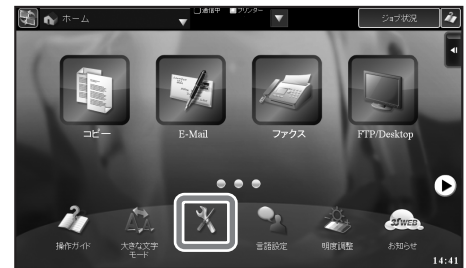 ホーム
通信中 プリンター
ジョブ状況
コピー
E-Mail
ファクス
FTP/Desktop
操作ガイド
大きな文字
モード
言語設定
明度調整
お知らせ
14:41